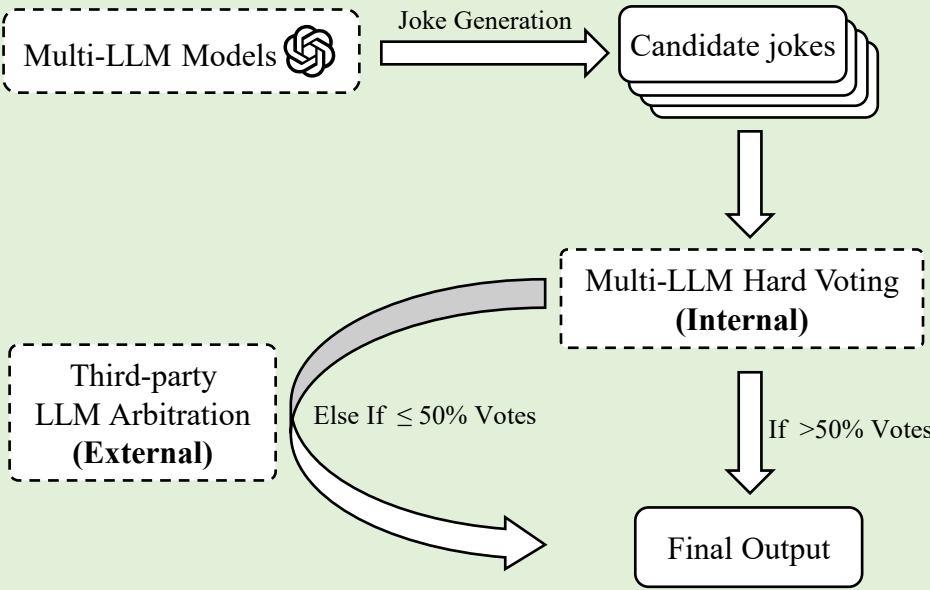 Joke Generation
Multi-LLM Models
Candidate jokes
Multi-LLM Hard Voting
(Internal)
Third-party
LLM Arbitration
(External)
Else If ≤ 50% Votes
If >50% Votes
Final Output